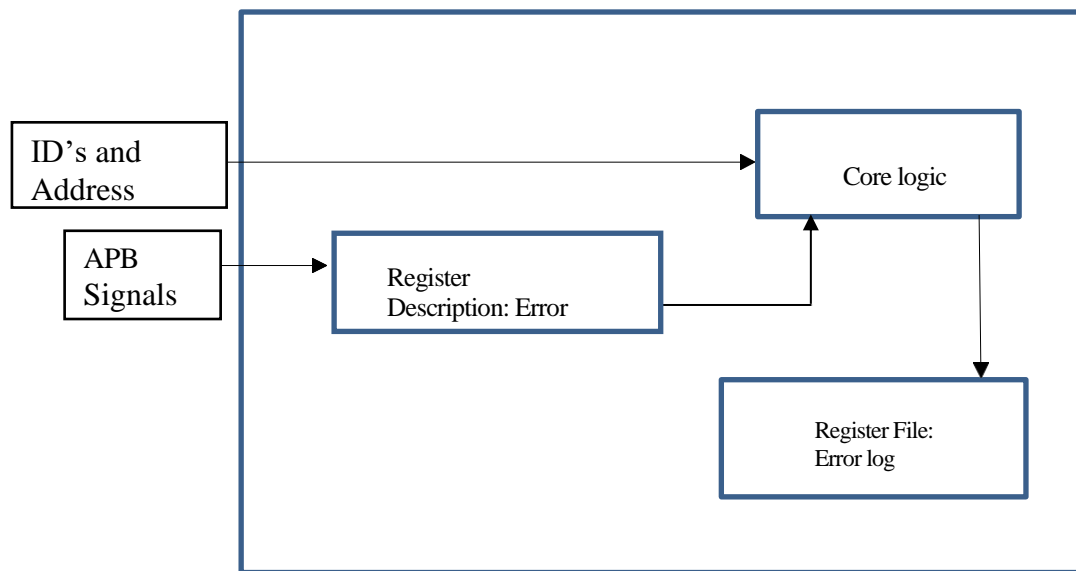 ID’s and
Address
Core logic
APB
Signals
Register
Description: Error
Register File:
Error log